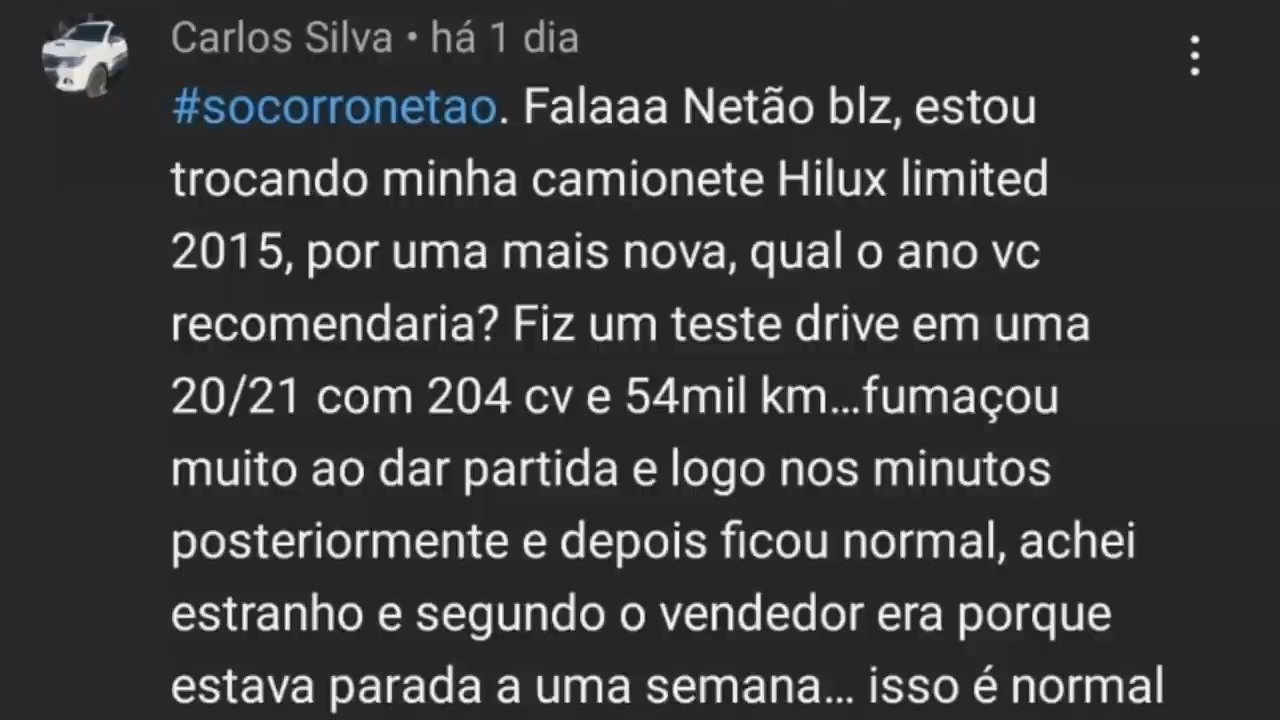 Carlos Silva • há 1 dia
#socorronetao. Falaaa Netão blz, estou
trocando minha camionete Hilux limited
2015, por uma mais nova, qual o ano vc
recomendaria? Fiz um teste drive em uma
20/21 com 204 cv e 54mil km...fumaçou
muito ao dar partida e logo nos minutos
posteriormente e depois ficou normal, achei
estranho e segundo o vendedor era porque
estava parada a uma semana... isso é normal